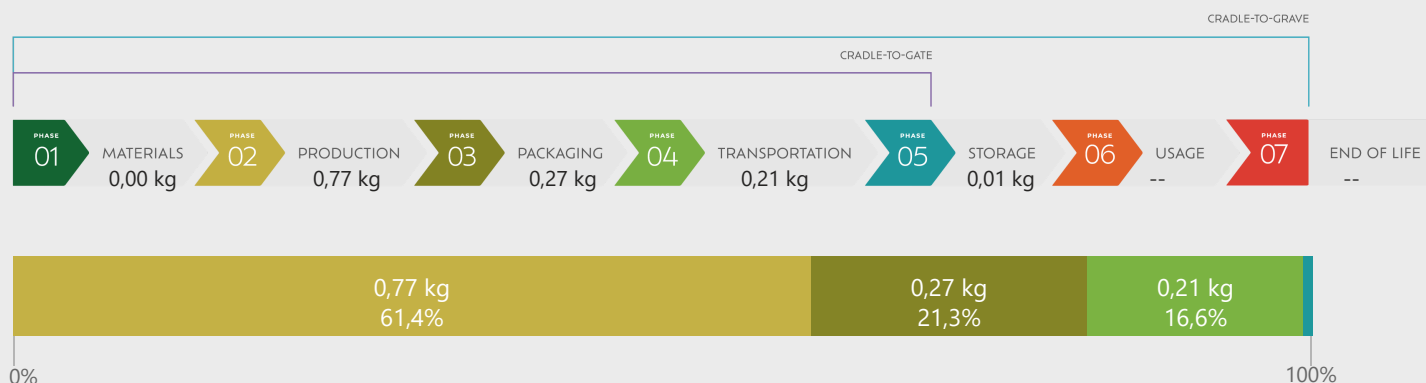 CRADLE-TO-GRAVE
CRADLE-TO-GATE
PHASE
01
MATERIALS
0,00 kg
PHASE
02
PRODUCTION
0,77 kg
PHASE
03
PACKAGING
0,27 kg
PHASE
04
TRANSPORTATION
0,21 kg
PHASE
05
STORAGE
0,01 kg
PHASE
06
USAGE
--
PHASE
07
END OF LIFE
--
0,77 kg
61,4%
0,27 kg
21,3%
0,21 kg
16,6%
0%
100%